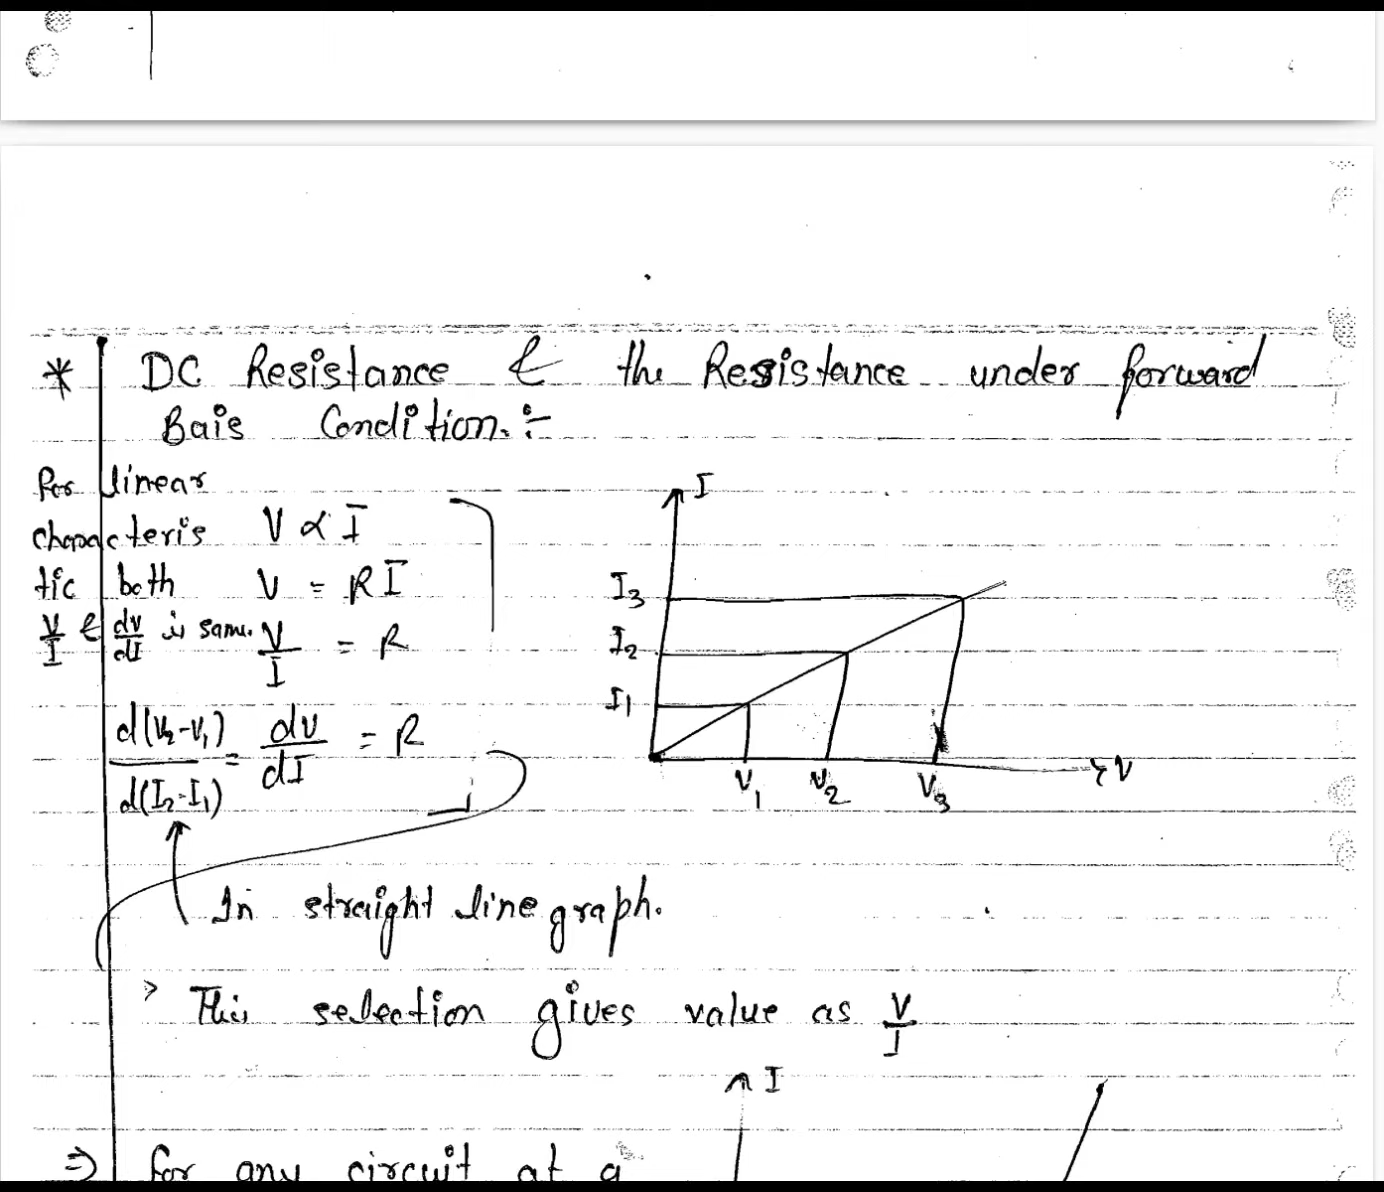 * DC Resistance & the Resistance under forward
Bais Condition :-
for linear
characteris V ∝ I
tic both V = RI
V/I & dv/dI is same. V/I = R
d(V₂-V₁)/d(I₂-I₁) = dv/dI = R
In straight line graph.
> This selection gives value as V/I
⇒ for any circuit at a
I
I₃
I₂
I₁
V₁ V₂ V₃ V
I